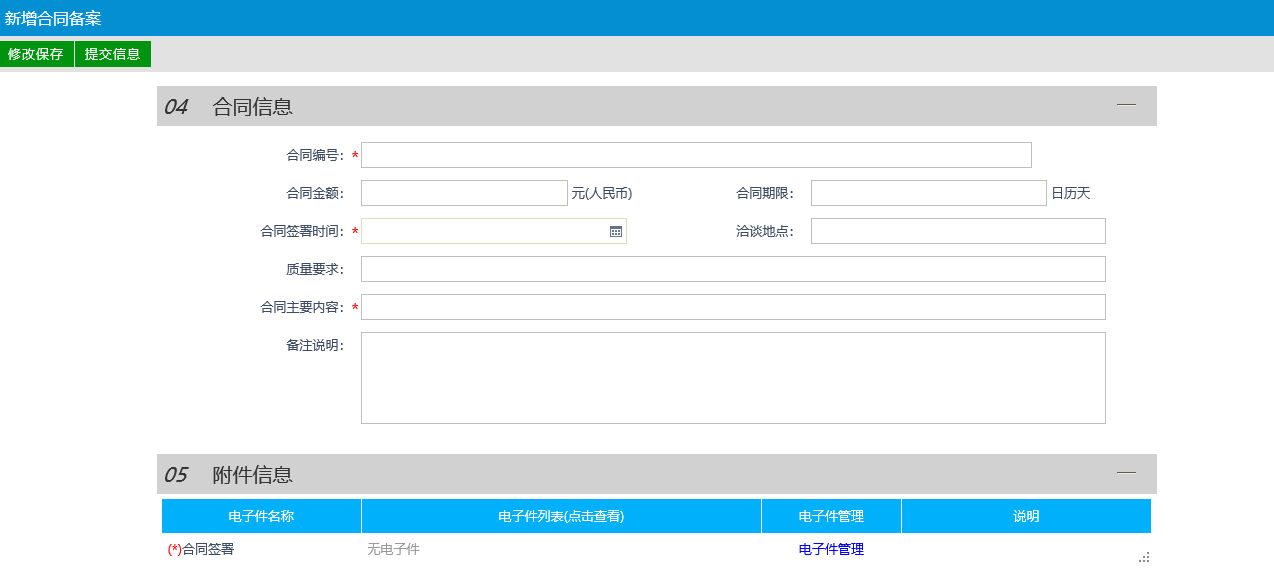 新增合同备案
修改保存 提交信息
04 合同信息
合同编号: *
合同金额: 元(人民币) 合同期限: 日历天
合同签署时间: * 洽谈地点:
质量要求:
合同主要内容: *
备注说明:
05 附件信息
电子件名称 电子件列表(点击查看) 电子件管理 说明
(*)合同签署 无电子件 电子件管理